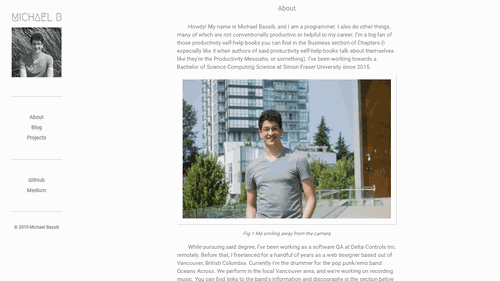 MICHAEL B
About
Blog
Projects
GitHub
Medium
© 2019 Michael Basaib
About
Howdy! My name is Michael Basaib, and I am a programmer. I also do other things,
many of which are not conventionally productive or helpful to my career. I'm a big fan of
those productivity self-help books you can find in the Business section of Chapters (I
especially like it when authors of said productivity self-help books talk about themselves
like they're the Productivity Messiahs, or something). I've been working towards a
Bachelor of Science Computing Science at Simon Fraser University since 2015.
Fig.1 Me smiling away from the camera.
While pursuing said degree, I've been working as a software QA at Delta Controls Inc.
remotely. Before that, I freelanced for a handful of years as a web designer based out of
Vancouver, British Columbia. Currently I'm the drummer for the pop punk/emo band
Oceans Across. We perform in the local Vancouver area, and we're working on recording
music. You can find links to the band's information and discography in the section below